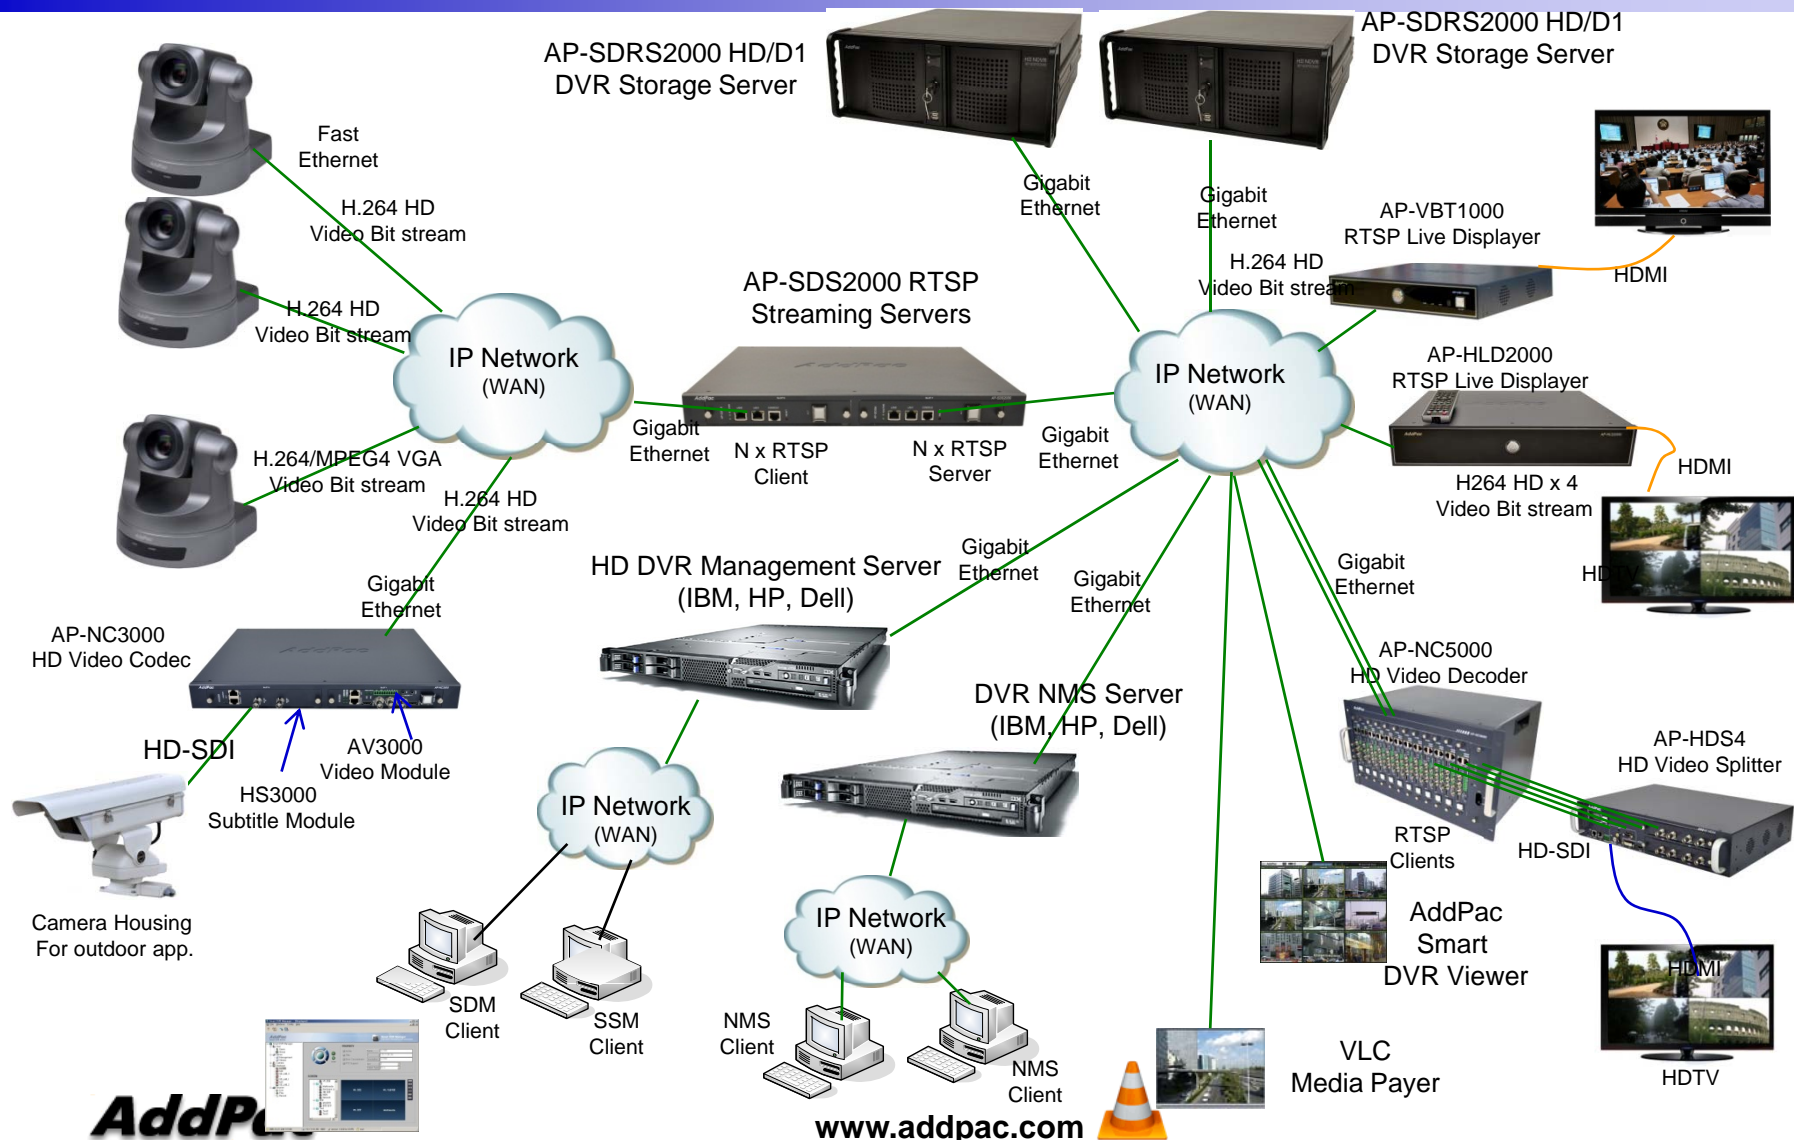 AP-SDRS2000 HD/D1
DVR Storage Server
AP-SDRS2000 HD/D1
DVR Storage Server
Fast
Ethernet
H.264 HD
Video Bit stream
H.264 HD
Video Bit stream
H.264/MPEG4 VGA
Video Bit stream
H.264 HD
Video Bit stream
IP Network
(WAN)
Gigabit
Ethernet
AP-SDS2000 RTSP
Streaming Servers
AddPac
AddPac
Gigabit
Ethernet
N x RTSP
Client
N x RTSP
Server
Gigabit
Ethernet
Gigabit
Ethernet
Gigabit
Ethernet
H.264 HD
Video Bit stream
IP Network
(WAN)
AP-VBT1000
RTSP Live Displayer
HDMI
AP-HLD2000
RTSP Live Displayer
HDMI
H264 HD x 4
Video Bit stream
HDTV
AP-NC3000
HD Video Codec
AddPac
HD-SDI
AV3000
Video Module
HS3000
Subtitle Module
Camera Housing
For outdoor app.
HD DVR Management Server
(IBM, HP, Dell)
Gigabit
Ethernet
Gigabit
Ethernet
DVR NMS Server
(IBM, HP, Dell)
IP Network
(WAN)
SDM
Client
SSM
Client
IP Network
(WAN)
NMS
Client
NMS
Client
Gigabit
Ethernet
AP-NC5000
HD Video Decoder
AP-HDS4
HD Video Splitter
RTSP
Clients
HD-SDI
AddPac
Smart
DVR Viewer
HDMI
HDTV
VLC
Media Payer
www.addpac.com